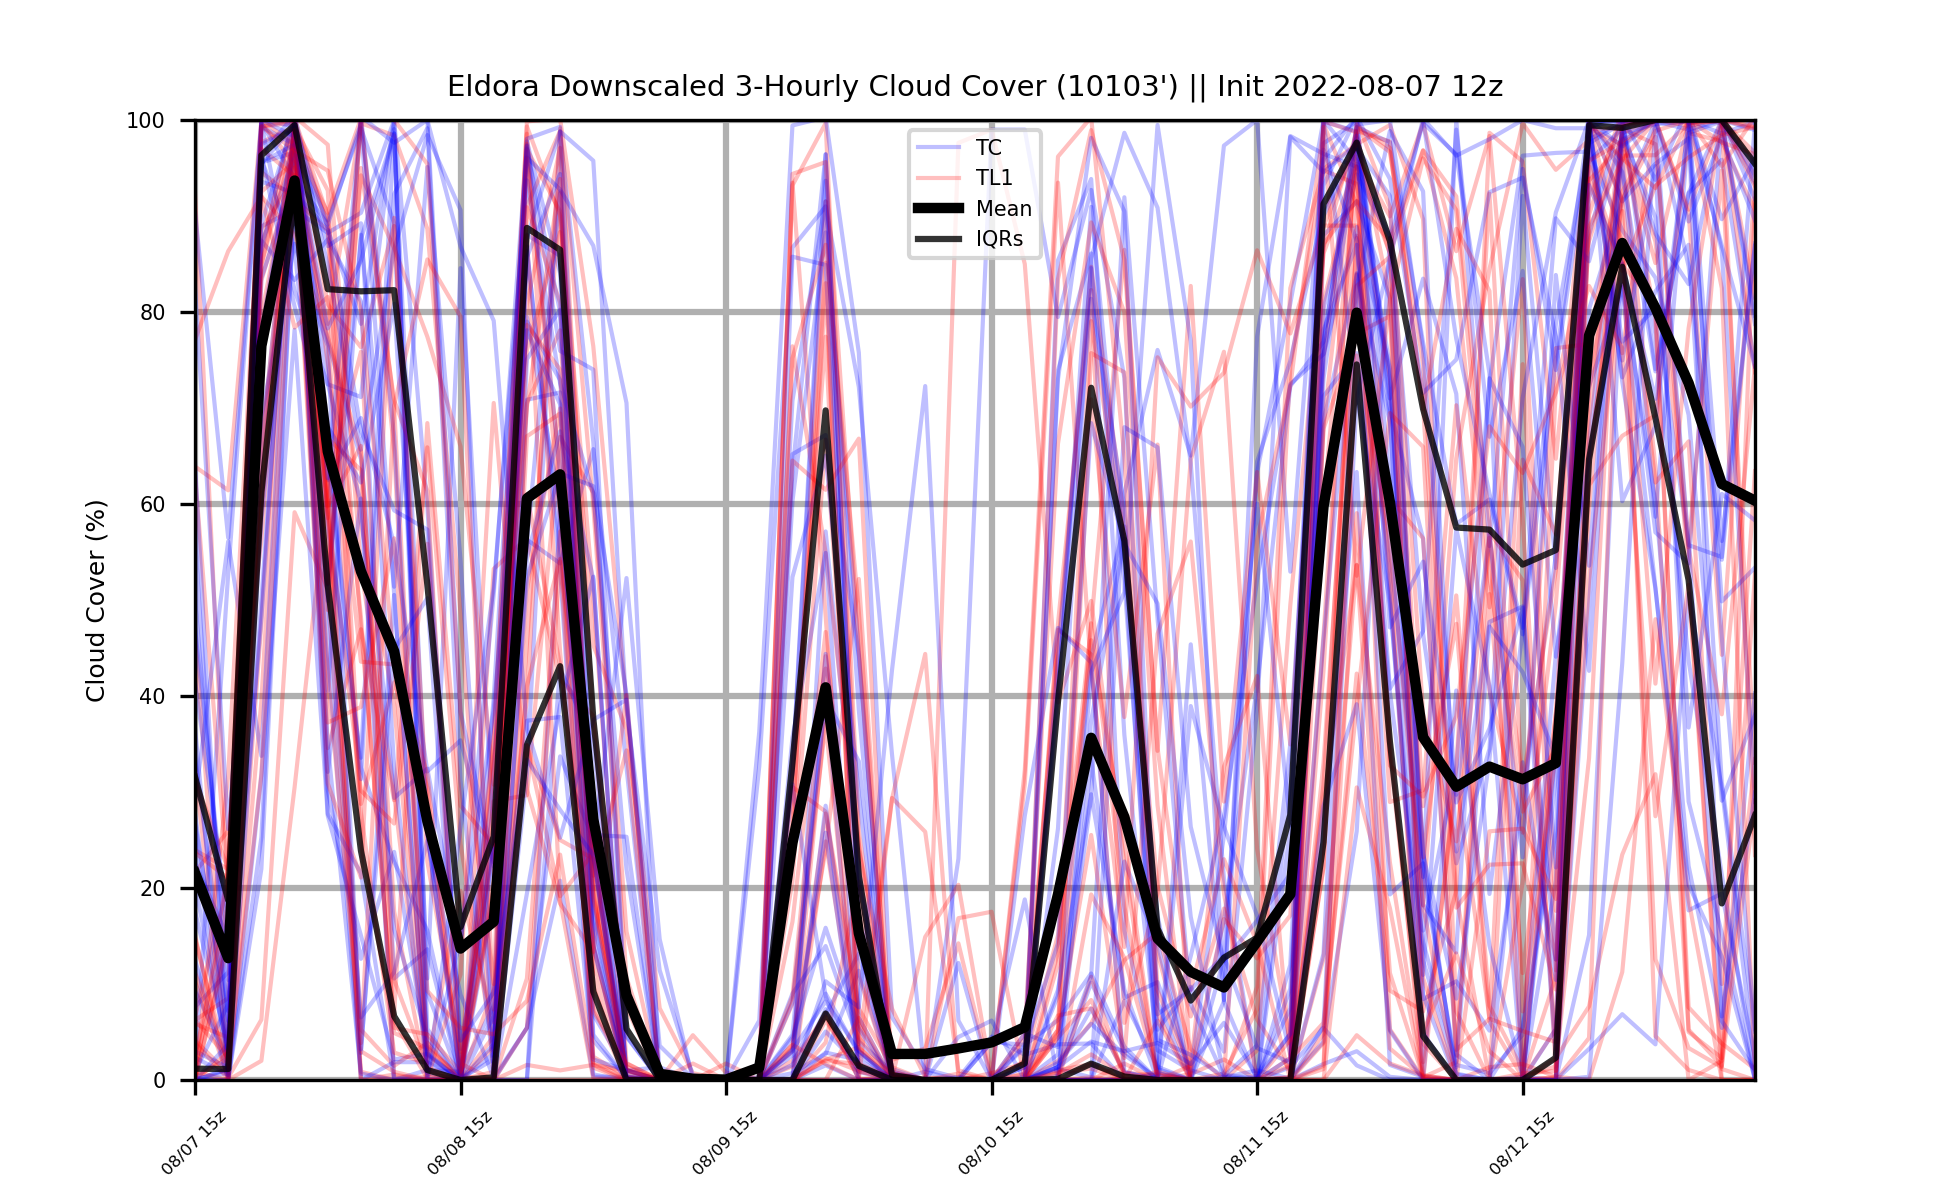 Eldora Downscaled 3-Hourly Cloud Cover (10103') || Init 2022-08-07 12z
Cloud Cover (%)
100
80
60
40
20
0
TC
TL1
Mean
IQRs
08/07 15z
08/08 15z
08/09 15z
08/10 15z
08/11 15z
08/12 15z